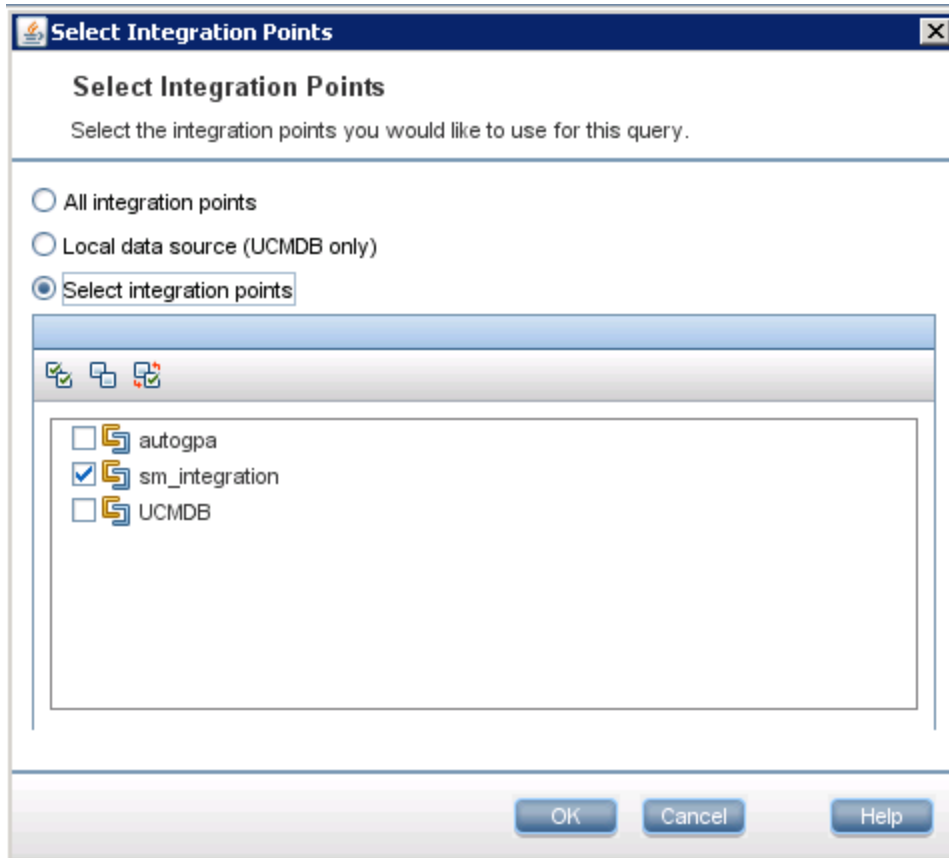 Select Integration Points
Select Integration Points
Select the integration points you would like to use for this query.
All integration points
Local data source (UCMDB only)
Select integration points
autogpa
sm_integration
UCMDB
OK Cancel Help